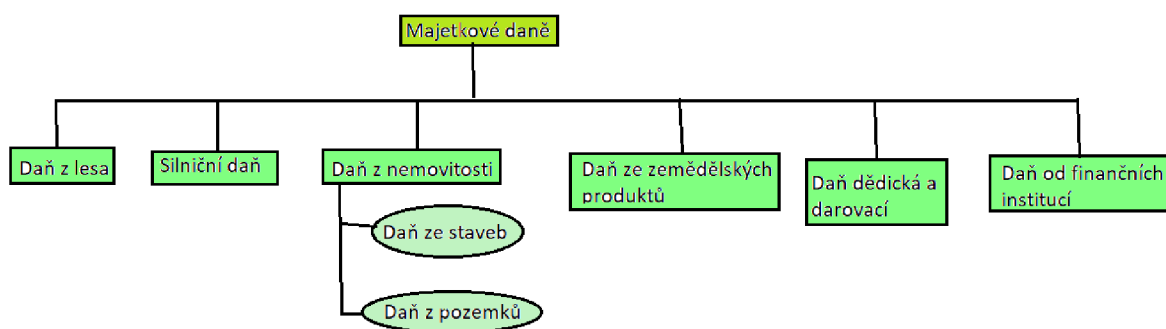 Majetkové daně
Daň z lesa
Silniční daň
Daň z nemovitosti
Daň ze zemědělských
produktů
Daň dědická a
darovací
Daň od finančních
institucí
Daň ze staveb
Daň z pozemků